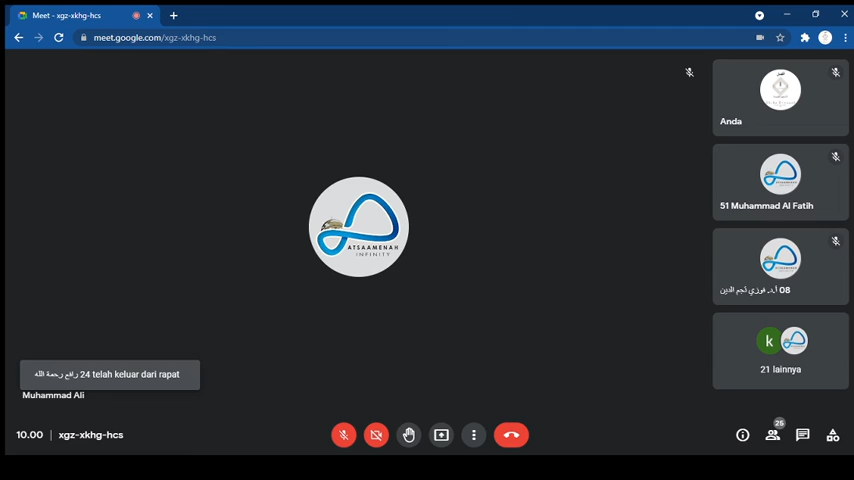 Meet - xgz-xkhg-hcs
meet.google.com/xgz-xkhg-hcs
Anda
51 Muhammad Al Fatih
08 أ.د. فوزي نجم الدين
k
21 lainnya
ATSAAMENAH
INFINITY
24 رافع رحمة الله telah keluar dari rapat
Muhammad Ali
10.00 | xgz-xkhg-hcs
25